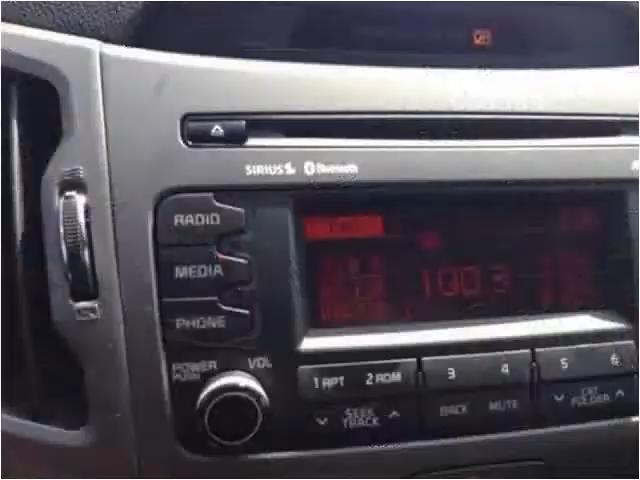 SIRIUS Bluetooth
RADIO
MEDIA
100.3
PHONE
POWER PUSH VOL
1 RPT 2 RDM 3 4 5 6
SEEK TRACK BACK MUTE CAT FOLDER